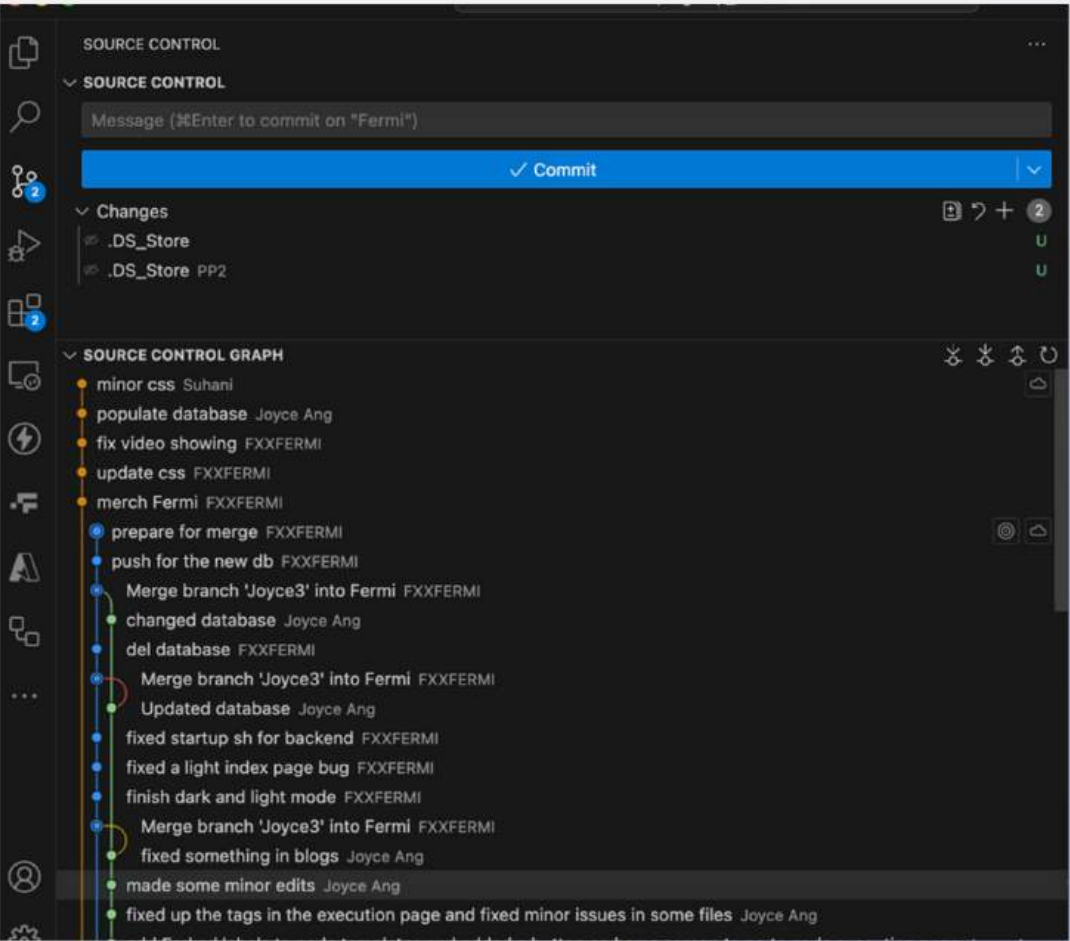 SOURCE CONTROL
SOURCE CONTROL
Message (⌘Enter to commit on "Fermi")
Commit
2
Changes 2
.DS_Store U
.DS_Store PP2 U
2
SOURCE CONTROL GRAPH
minor css Suhani
populate database Joyce Ang
fix video showing FXXFERMI
update css FXXFERMI
merch Fermi FXXFERMI
prepare for merge FXXFERMI
push for the new db FXXFERMI
Merge branch 'Joyce3' into Fermi FXXFERMI
changed database Joyce Ang
del database FXXFERMI
Merge branch 'Joyce3' into Fermi FXXFERMI
Updated database Joyce Ang
fixed startup sh for backend FXXFERMI
fixed a light index page bug FXXFERMI
finish dark and light mode FXXFERMI
Merge branch 'Joyce3' into Fermi FXXFERMI
fixed something in blogs Joyce Ang
made some minor edits Joyce Ang
fixed up the tags in the execution page and fixed minor issues in some files Joyce Ang